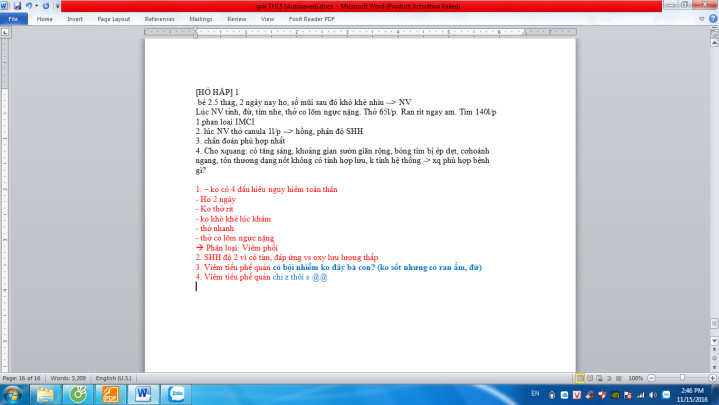 giải THLS (Autosaved).docx - Microsoft Word (Product Activation Failed)
File Home Insert Page Layout References Mailings Review View Foxit Reader PDF
[HÔ HẤP] 1
bé 2.5 thag, 2 ngày nay ho, sổ mũi sau đó khò khè nhìu --> NV
Lúc NV tỉnh, đừ, tím nhẹ, thở co lõm ngực nặng. Thở 65l/p. Ran rít ngáy ẩm. Tim 140l/p
1.phan loai IMCI
2. lúc NV thở canula 1l/p --> hồng, phân độ SHH
3. chẩn đoán phù hợp nhất
4. Cho xquang: có tăng sáng, khoảng gian sườn giãn rộng, bóng tim bị ép dẹt, cohoành
ngang, tổn thương dạng nốt không có tính hợp lưu, k tính hệ thống -> xq phù hợp bệnh
gì?
1. – ko có 4 dấu hiệu nguy hiểm toàn thân
- Ho 2 ngày
- Ko thở rít
- ko khò khè lúc khám
- thở nhanh
- thở co lõm ngực nặng
→ Phân loại: Viêm phổi
2. SHH độ 2 vì có tím, đáp ứng vs oxy lưu lượng thấp
3. Viêm tiểu phế quản có bội nhiễm ko đây bà con? (ko sốt nhưng có ran ẩm, đừ)
4. Viêm tiểu phế quản chỉ z thôi s @@
Page: 16 of 16 Words: 3,209 English (U.S.) 100%
PDF W Zalo EN 2:46 PM
11/15/2016